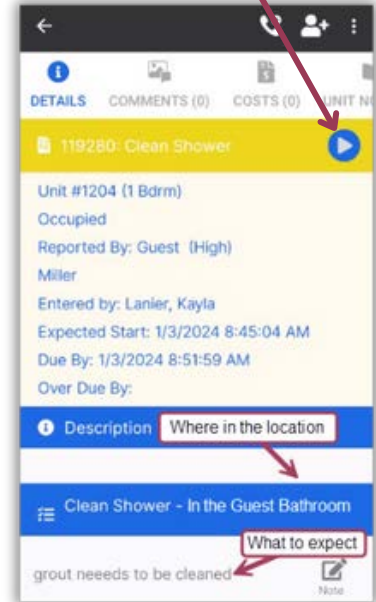 DETAILS COMMENTS (0) COSTS (0) UNIT N
119280: Clean Shower
Unit #1204 (1 Bdrm)
Occupied
Reported By: Guest (High)
Miller
Entered by: Lanier, Kayla
Expected Start: 1/3/2024 8:45:04 AM
Due By: 1/3/2024 8:51:59 AM
Over Due By:
Description Where in the location
Clean Shower - In the Guest Bathroom
What to expect
grout neeeds to be cleaned
Note